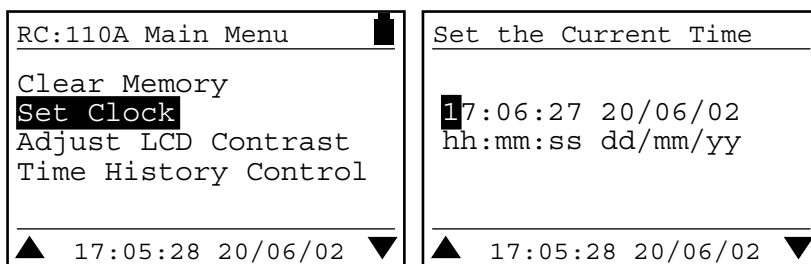 RC:110A Main Menu
Clear Memory
Set Clock
Adjust LCD Contrast
Time History Control
17:05:28 20/06/02
Set the Current Time
17:06:27 20/06/02
hh:mm:ss dd/mm/yy
17:05:28 20/06/02